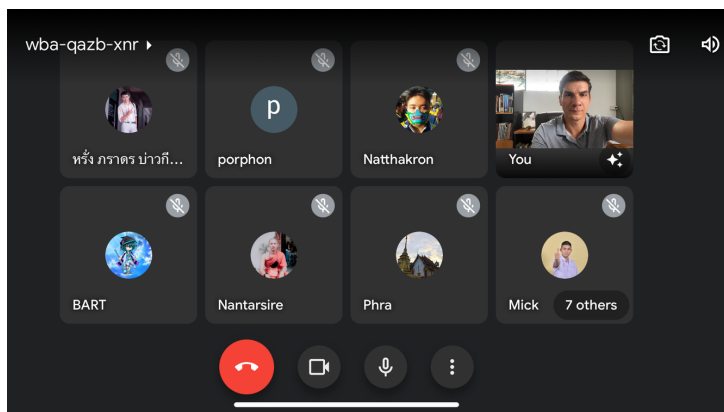 wba-qazb-xnr
หรั่ง ภราดร บ่าวกี...
p
porphon
Natthakron
You
BART
Nantarsire
Phra
Mick
7 others